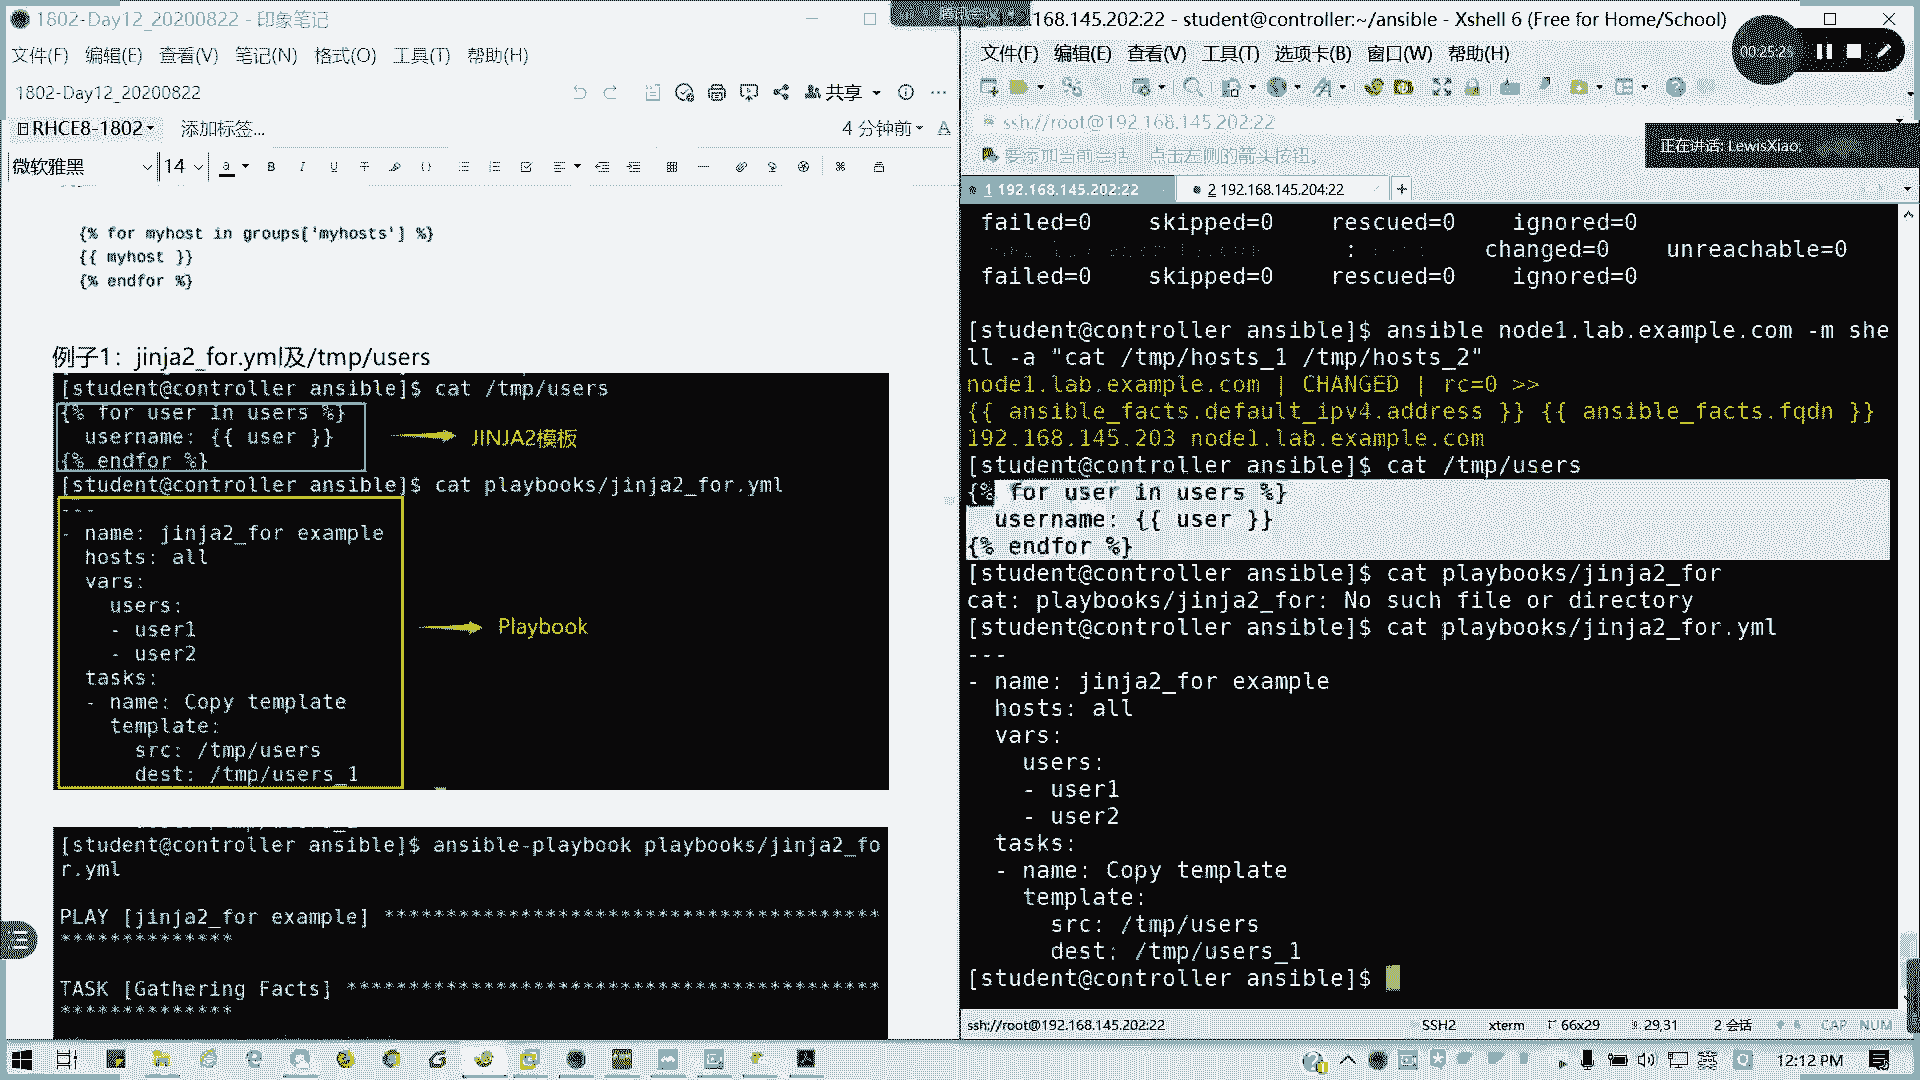 1802-Day12_20200822 - 印象笔记
文件(F) 编辑(E) 查看(V) 笔记(N) 格式(O) 工具(T) 帮助(H)
1802-Day12_20200822
共享
RHCE8-1802
添加标签...
4 分钟前
微软雅黑 14
{% for myhost in groups['myhosts'] %}
{{ myhost }}
{% endfor %}
例子1：jinja2_for.yml及/tmp/users
[student@controller ansible]$ cat /tmp/users
{% for user in users %}
username: {{ user }}
{% endfor %}
JINJA2模板
[student@controller ansible]$ cat playbooks/jinja2_for.yml
---
- name: jinja2_for example
hosts: all
vars:
users:
- user1
- user2
tasks:
- name: Copy template
template:
src: /tmp/users
dest: /tmp/users_1
Playbook
[student@controller ansible]$ ansible-playbook playbooks/jinja2_fo
r.yml
PLAY [jinja2_for example] *****************************************
**************
TASK [Gathering Facts] ********************************************
**************
168.145.202:22 - student@controller:~/ansible - Xshell 6 (Free for Home/School)
文件(F) 编辑(E) 查看(V) 工具(T) 选项卡(B) 窗口(W) 帮助(H)
00:25:25
ssh://root@192.168.145.202:22
要添加当前会话，点击左侧的箭头按钮。
正在讲话: LewisXiao;
1 192.168.145.202:22
2 192.168.145.204:22
failed=0 skipped=0 rescued=0 ignored=0
: changed=0 unreachable=0
failed=0 skipped=0 rescued=0 ignored=0
[student@controller ansible]$ ansible node1.lab.example.com -m she
ll -a "cat /tmp/hosts_1 /tmp/hosts_2"
node1.lab.example.com | CHANGED | rc=0 >>
{{ ansible_facts.default_ipv4.address }} {{ ansible_facts.fqdn }}
192.168.145.203 node1.lab.example.com
[student@controller ansible]$ cat /tmp/users
{% for user in users %}
username: {{ user }}
{% endfor %}
[student@controller ansible]$ cat playbooks/jinja2_for
cat: playbooks/jinja2_for: No such file or directory
[student@controller ansible]$ cat playbooks/jinja2_for.yml
---
- name: jinja2_for example
hosts: all
vars:
users:
- user1
- user2
tasks:
- name: Copy template
template:
src: /tmp/users
dest: /tmp/users_1
[student@controller ansible]$
ssh://root@192.168.145.202:22 SSH2 xterm 66x29 29,31 2 会话 CAP NUM
12:12 PM